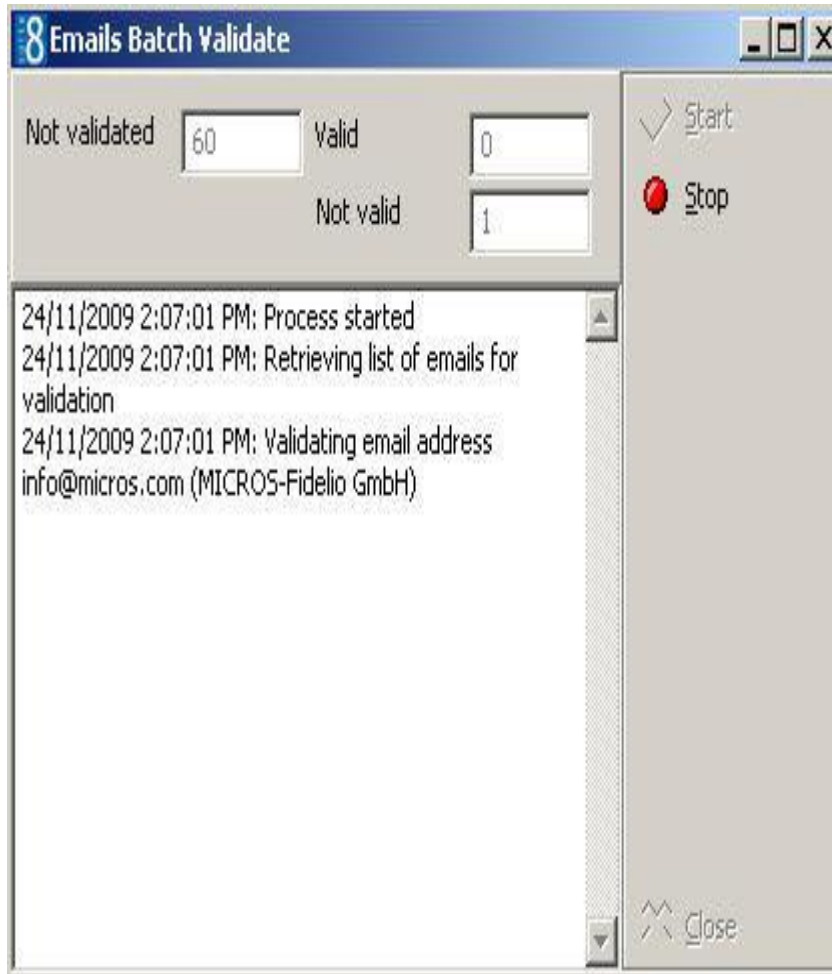 8 Emails Batch Validate
Not validated 60 Valid 0
Not valid 1
Start
Stop
24/11/2009 2:07:01 PM: Process started
24/11/2009 2:07:01 PM: Retrieving list of emails for
validation
24/11/2009 2:07:01 PM: Validating email address
info@micros.com (MICROS-Fidelio GmbH)
Close